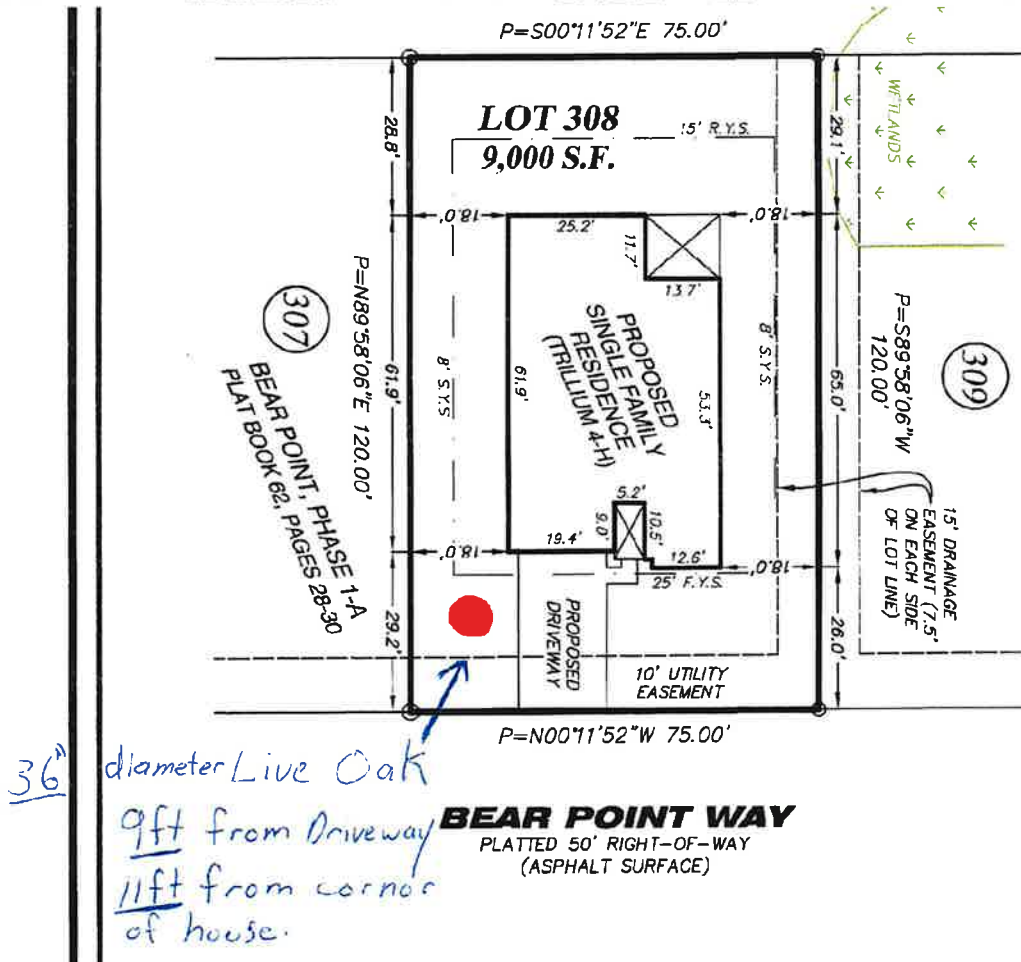 P=S00°11'52"E 75.00'
LOT 308
9,000 S.F.
15' R.Y.S.
WETLANDS
28.8'
29.1'
18.0'
18.0'
25.2'
11.7'
13.7'
307
P=N89°58'06"E 120.00'
61.9'
8' S.Y.S.
61.9'
PROPOSED
SINGLE FAMILY
RESIDENCE
(TRILLIUM 4-H)
53.3'
8' S.Y.S.
65.0'
P=S89°58'06"W
120.00'
309
BEAR POINT, PHASE 1-A
PLAT BOOK 62, PAGES 28-30
5.2'
9.0'
10.5'
19.4'
12.6'
18.0'
18.0'
25' F.Y.S.
15' DRAINAGE
EASEMENT (7.5'
ON EACH SIDE
OF LOT LINE)
29.2'
26.0'
PROPOSED
DRIVEWAY
10' UTILITY
EASEMENT
P=N00°11'52"W 75.00'
36" diameter Live Oak
9ft from Driveway
11ft from cornor
of house.
BEAR POINT WAY
PLATTED 50' RIGHT-OF-WAY
(ASPHALT SURFACE)